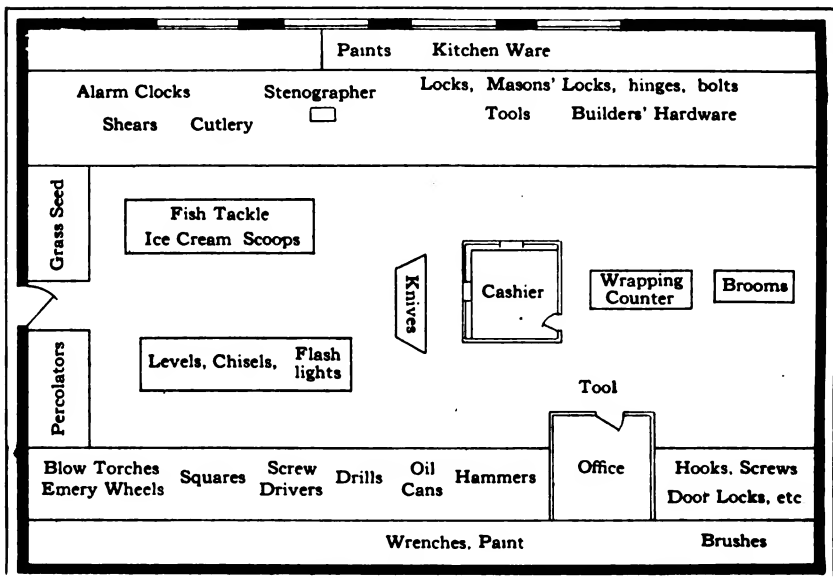 Paints Kitchen Ware
Alarm Clocks
Shears Cutlery
Stenographer
Locks, Masons' Locks, hinges, bolts
Tools Builders' Hardware
Grass Seed
Fish Tackle
Ice Cream Scoops
Knives
Cashier
Wrapping
Counter
Brooms
Percolators
Levels, Chisels, Flash
lights
Tool
Blow Torches
Emery Wheels
Squares
Screw
Drivers
Drills
Oil
Cans
Hammers
Office
Hooks, Screws
Door Locks, etc
Wrenches, Paint
Brushes